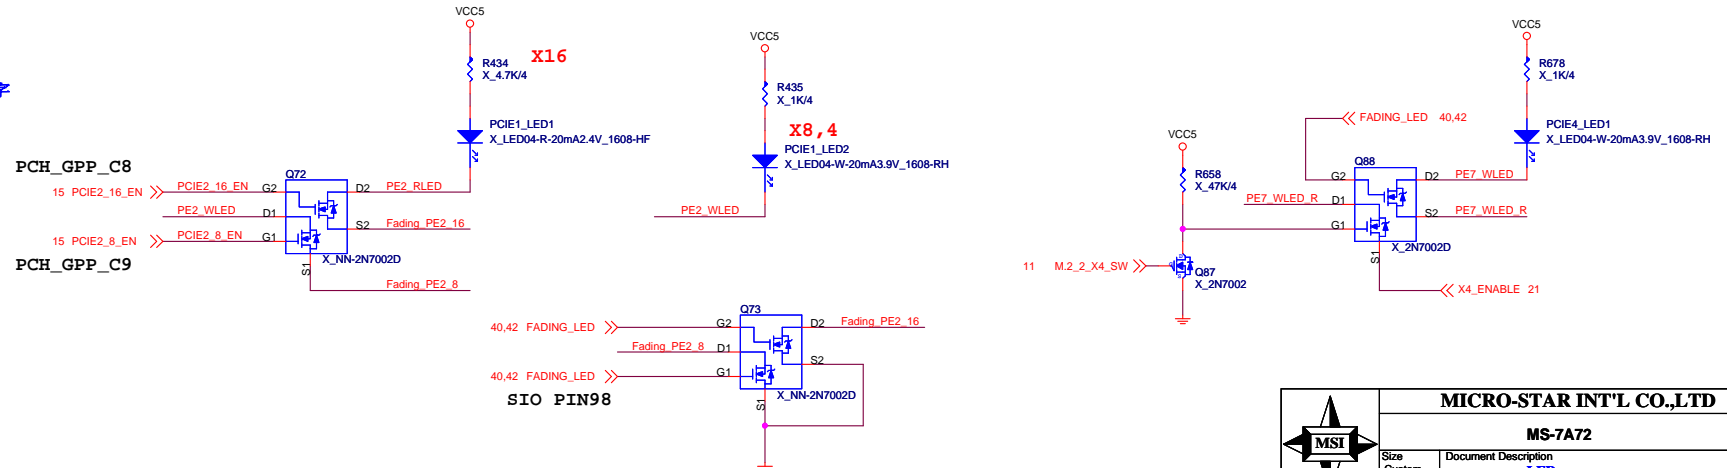 VCC5
R434
X_4.7K/4
X16
PCIE1_LED1
X_LED04-R-20mA2.4V_1608-HF
PCH_GPP_C8
15 PCIE2_16_EN
PCIE2_16_EN
G2
Q72
D2
PE2_RLED
PE2_WLED
D1
S2
Fading_PE2_16
15 PCIE2_8_EN
PCIE2_8_EN
G1
PCH_GPP_C9
X_NN-2N7002D
S1
Fading_PE2_8
VCC5
R435
X_1K/4
X8,4
PCIE1_LED2
X_LED04-W-20mA3.9V_1608-RH
PE2_WLED
Q73
40,42 FADING_LED
G2
D2
Fading_PE2_16
Fading_PE2_8
D1
S2
40,42 FADING_LED
G1
SIO PIN98
X_NN-2N7002D
S1
VCC5
R678
X_1K/4
FADING_LED 40,42
PCIE4_LED1
X_LED04-W-20mA3.9V_1608-RH
VCC5
R658
X_47K/4
Q88
G2
D2
PE7_WLED
PE7_WLED_R
D1
S2
PE7_WLED_R
G1
X_2N7002D
S1
11 M.2_2_X4_SW
Q87
X_2N7002
X4_ENABLE 21
MICRO-STAR INT'L CO.,LTD
MSI
MS-7A72
Size
Document Description
Custom
LED